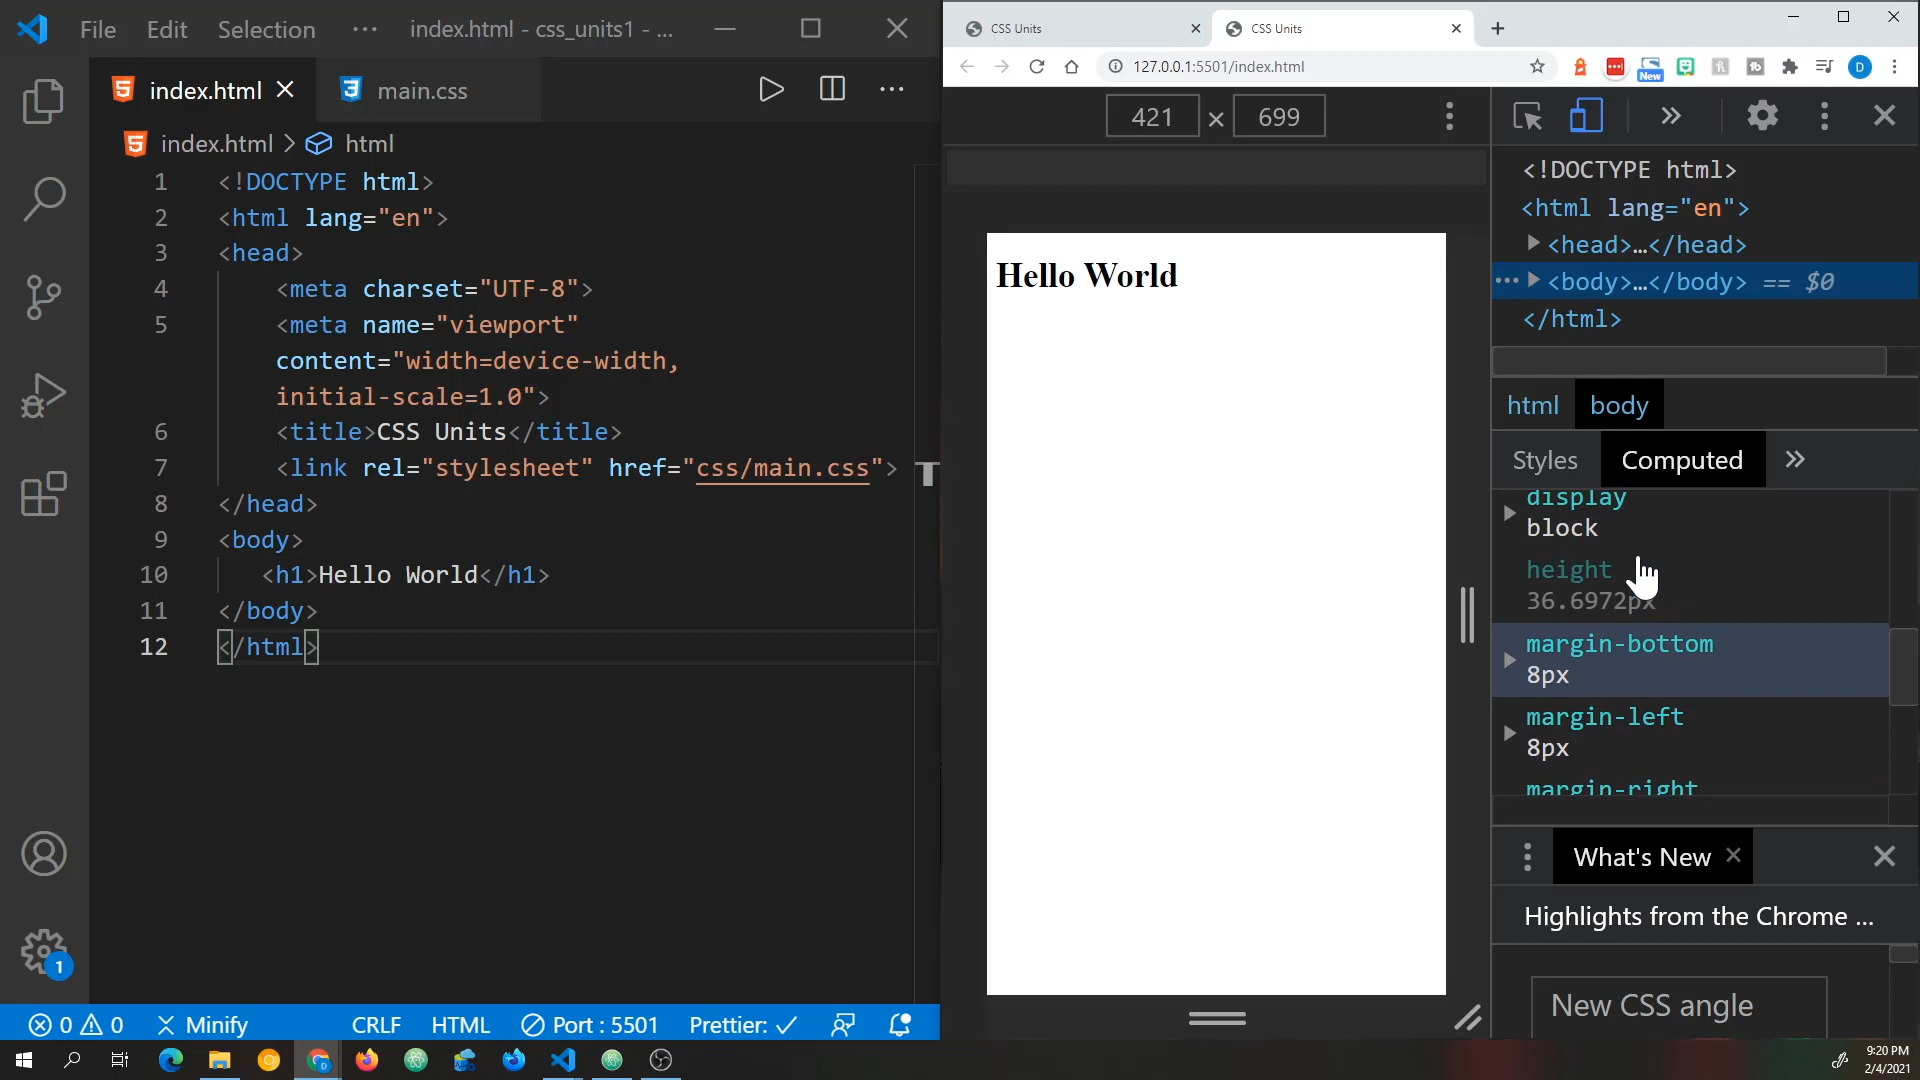 File Edit Selection ··· index.html - css_units1 - ...
index.html main.css
index.html > html
1 <!DOCTYPE html>
2 <html lang="en">
3 <head>
4 <meta charset="UTF-8">
5 <meta name="viewport"
content="width=device-width,
initial-scale=1.0">
6 <title>CSS Units</title>
7 <link rel="stylesheet" href="css/main.css">
8 </head>
9 <body>
10 <h1>Hello World</h1>
11 </body>
12 </html>
1
0 0 Minify CRLF HTML Port : 5501 Prettier: ✓
CSS Units
CSS Units
127.0.0.1:5501/index.html
New
D
421 × 699
Hello World
<!DOCTYPE html>
<html lang="en">
<head>…</head>
··· <body>…</body> == $0
</html>
html body
Styles Computed »
display
block
height
36.6972px
margin-bottom
8px
margin-left
8px
margin-right
What's New
Highlights from the Chrome ...
New CSS angle
9:20 PM
2/4/2021